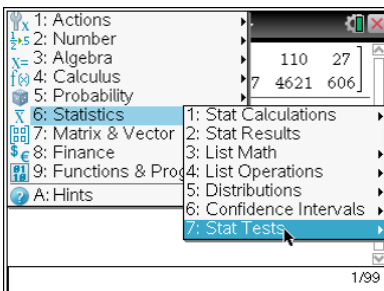 1: Actions
2: Number
3: Algebra
4: Calculus
5: Probability
6: Statistics
7: Matrix & Vector
8: Finance
9: Functions & Prog
A: Hints
1: Stat Calculations
2: Stat Results
3: List Math
4: List Operations
5: Distributions
6: Confidence Intervals
7: Stat Tests
110 27
7 4621 606
1/99